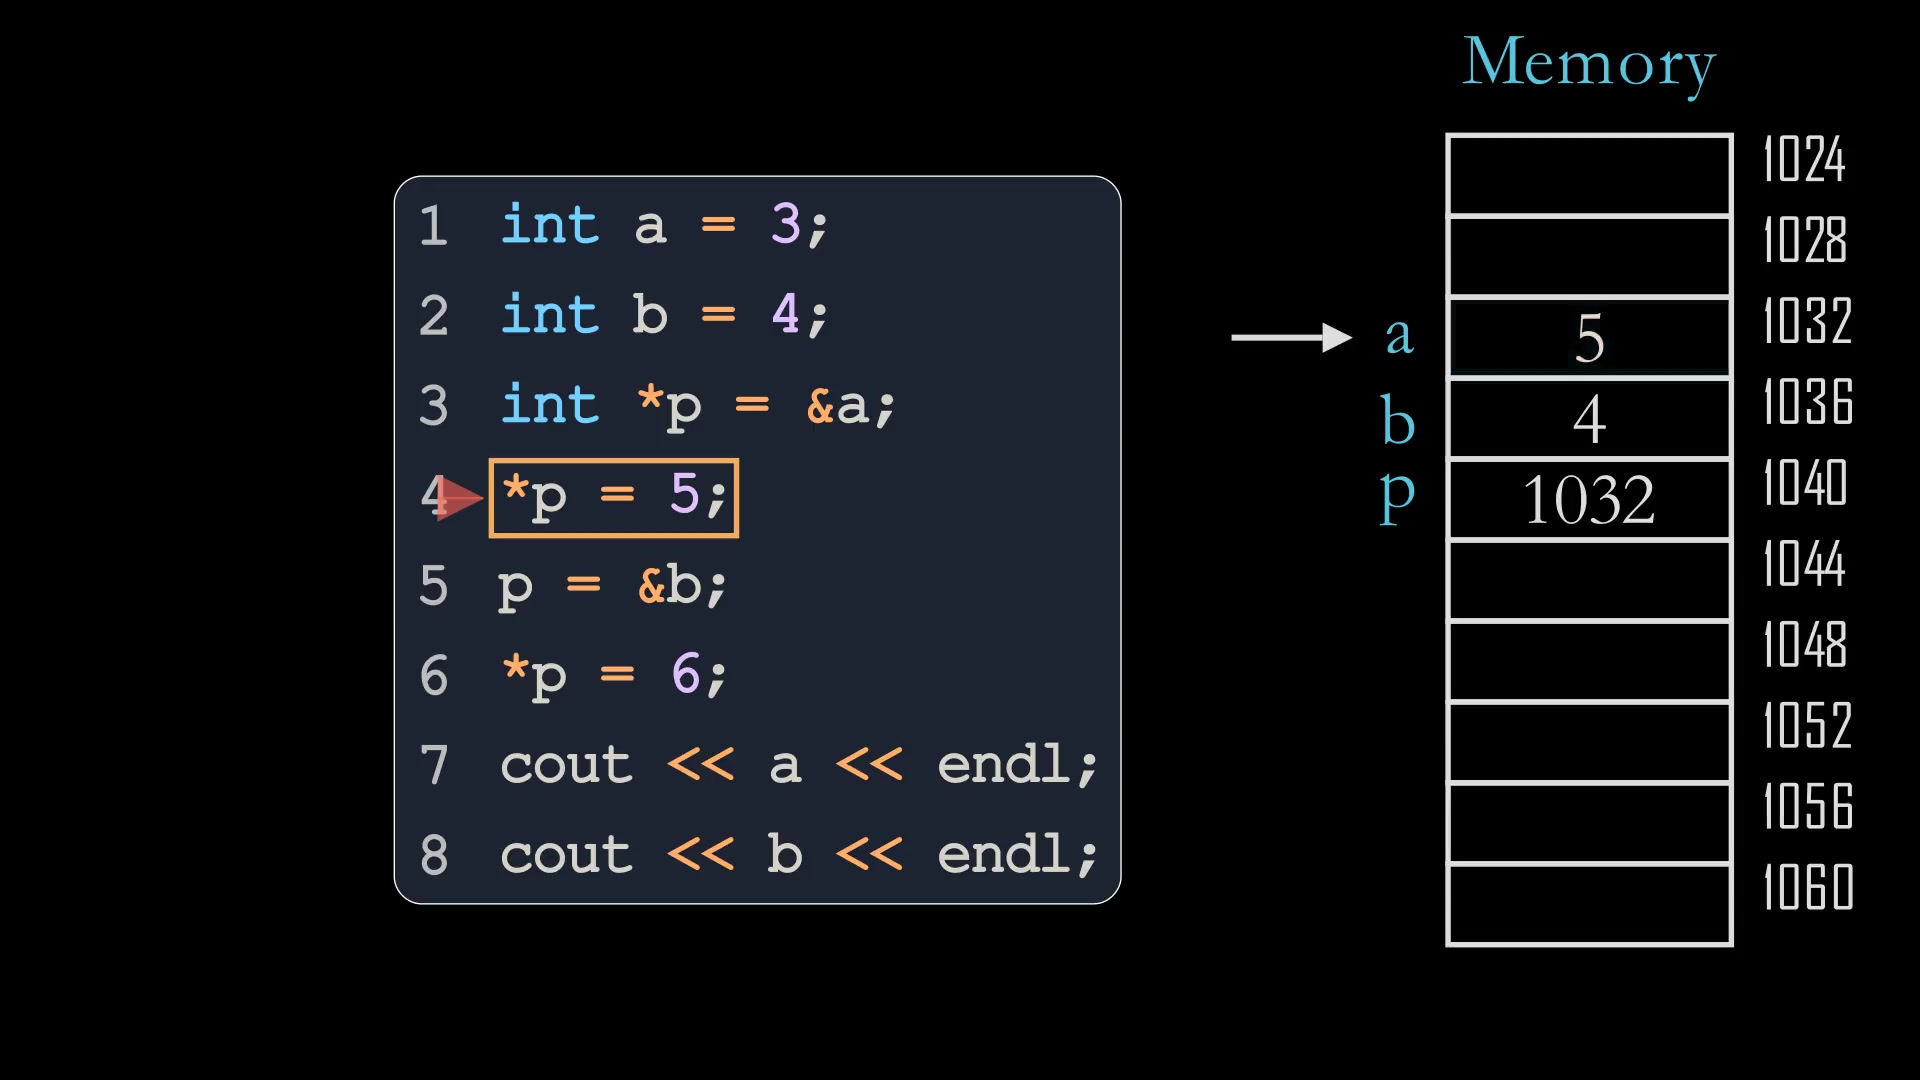 Memory
1 int a = 3;
2 int b = 4;
3 int *p = &a;
4 *p = 5;
5 p = &b;
6 *p = 6;
7 cout << a << endl;
8 cout << b << endl;
1024
1028
a 5 1032
b 4 1036
p 1032 1040
1044
1048
1052
1056
1060